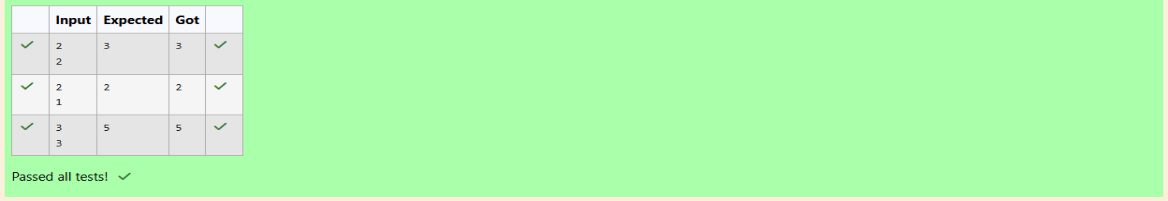 Input Expected Got
2 3 3
2
2 2 2
1
3 5 5
3
Passed all tests!